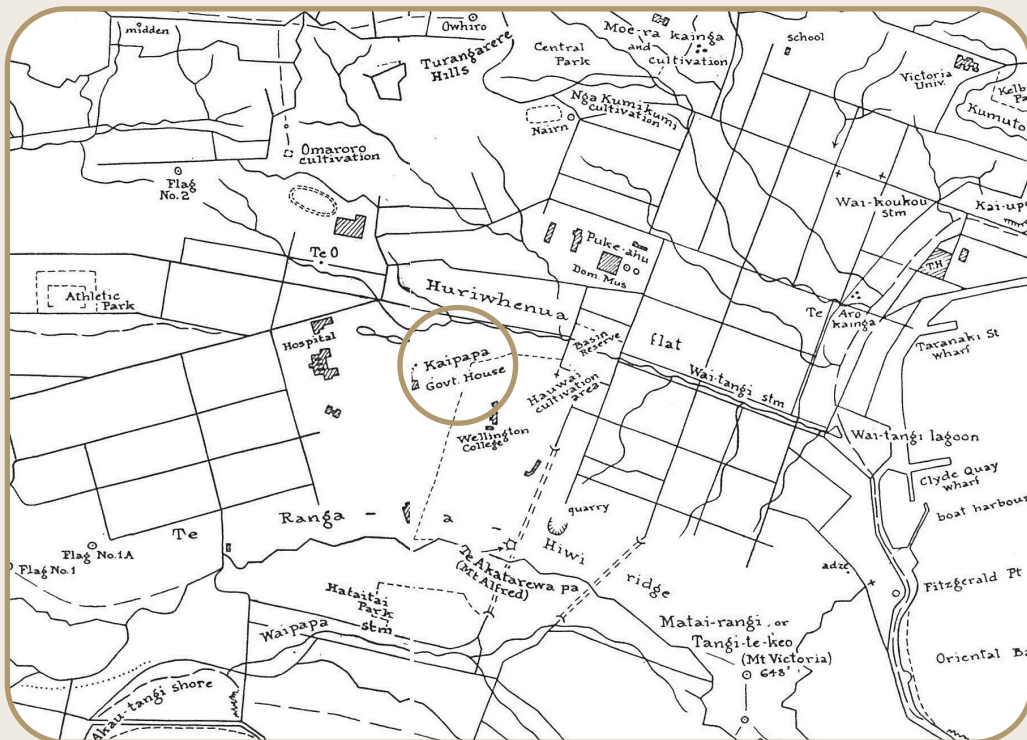 midden
Owhiro
Turangarere
Hills
Central
Park
Moe-ra kainga
and
cultivation
school
Victoria
Univ.
Kumuto
Nga Kumikumi
cultivation
Nairn
Omaroro
cultivation
Flag
No.2
Wai-koukou
stm
Puke-ahu
Dom Mus
T.H
Te O
Huriwhenua
Athletic
Park
Te Aro
kainga
Taranaki St
wharf
Hospital
Basin
Reserve
flat
Kaipapa
Govt. House
Hauwai
cultivation
area
Wai-tangi stm
Wellington
College
Wai-tangi lagoon
Clyde Quay
wharf
boat harbour
quarry
Te Ranga - a - Hiwi
ridge
Flag No.1A
Flag No.1
Te Akatarewa pa
(Mt Alfred)
adze
Fitzgerald Pt
Hataitai
Park
Waipapa stm
Matai-rangi, or
Tangi-te-keo
(Mt Victoria)
648'
Oriental
Akau-tangi shore